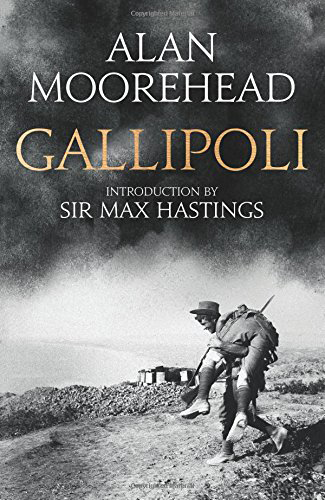 ALAN
MOOREHEAD
GALLIPOLI
INTRODUCTION BY
SIR MAX HASTINGS